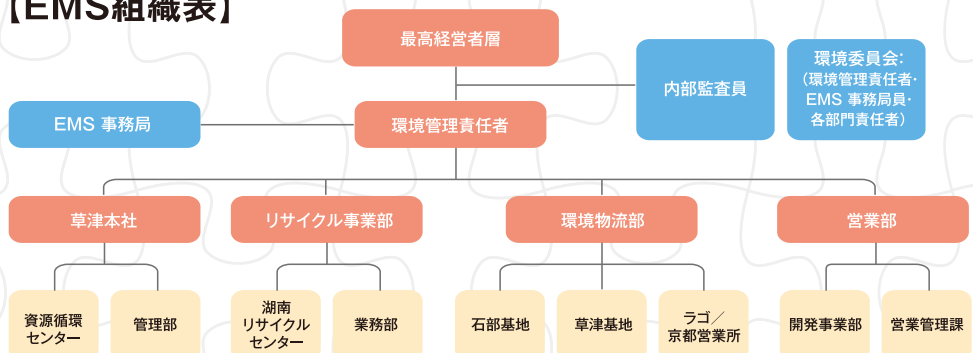 【EMS組織表】
最高経営者層
内部監査員
環境委員会：
（環境管理責任者・
EMS 事務局員・
各部門責任者）
EMS 事務局
環境管理責任者
草津本社
リサイクル事業部
環境物流部
営業部
資源循環
センター
管理部
湖南
リサイクル
センター
業務部
石部基地
草津基地
ラゴ／
京都営業所
開発事業部
営業管理課